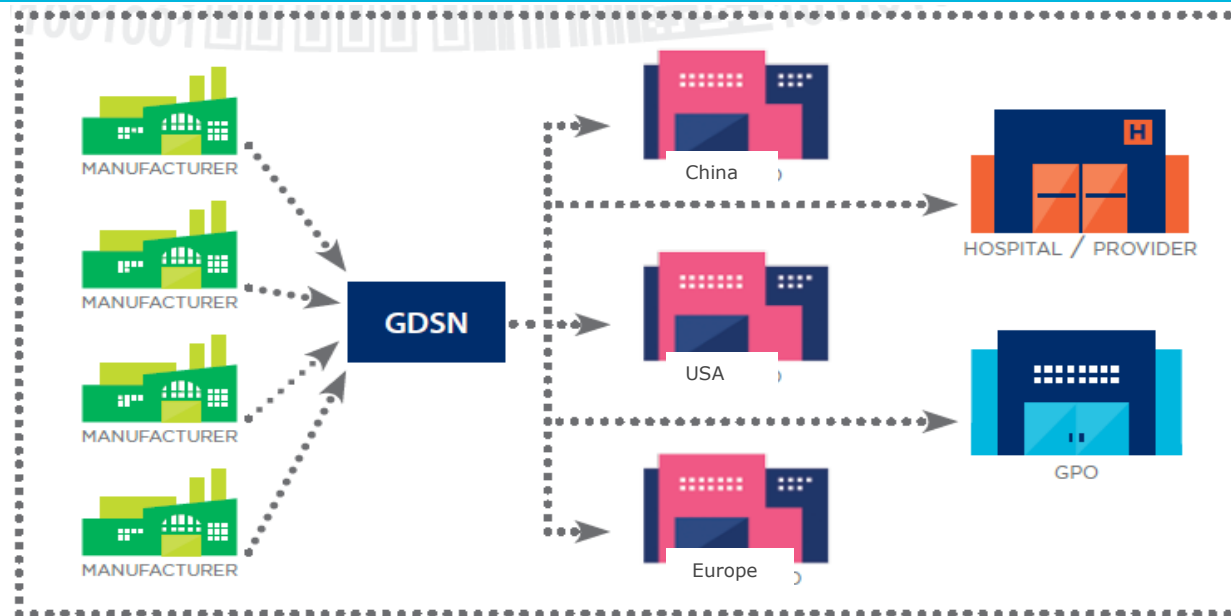 MANUFACTURER
MANUFACTURER
MANUFACTURER
MANUFACTURER
GDSN
China
USA
Europe
H
HOSPITAL / PROVIDER
GPO